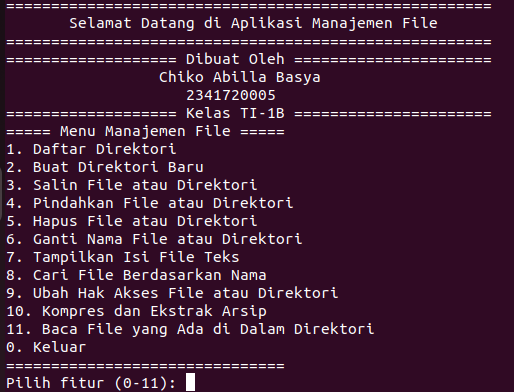 ======================================================
Selamat Datang di Aplikasi Manajemen File
======================================================
=================== Dibuat Oleh ======================
Chiko Abilla Basya
2341720005
=================== Kelas TI-1B ======================
===== Menu Manajemen File =====
1. Daftar Direktori
2. Buat Direktori Baru
3. Salin File atau Direktori
4. Pindahkan File atau Direktori
5. Hapus File atau Direktori
6. Ganti Nama File atau Direktori
7. Tampilkan Isi File Teks
8. Cari File Berdasarkan Nama
9. Ubah Hak Akses File atau Direktori
10. Kompres dan Ekstrak Arsip
11. Baca File yang Ada di Dalam Direktori
0. Keluar
===============================
Pilih fitur (0-11):